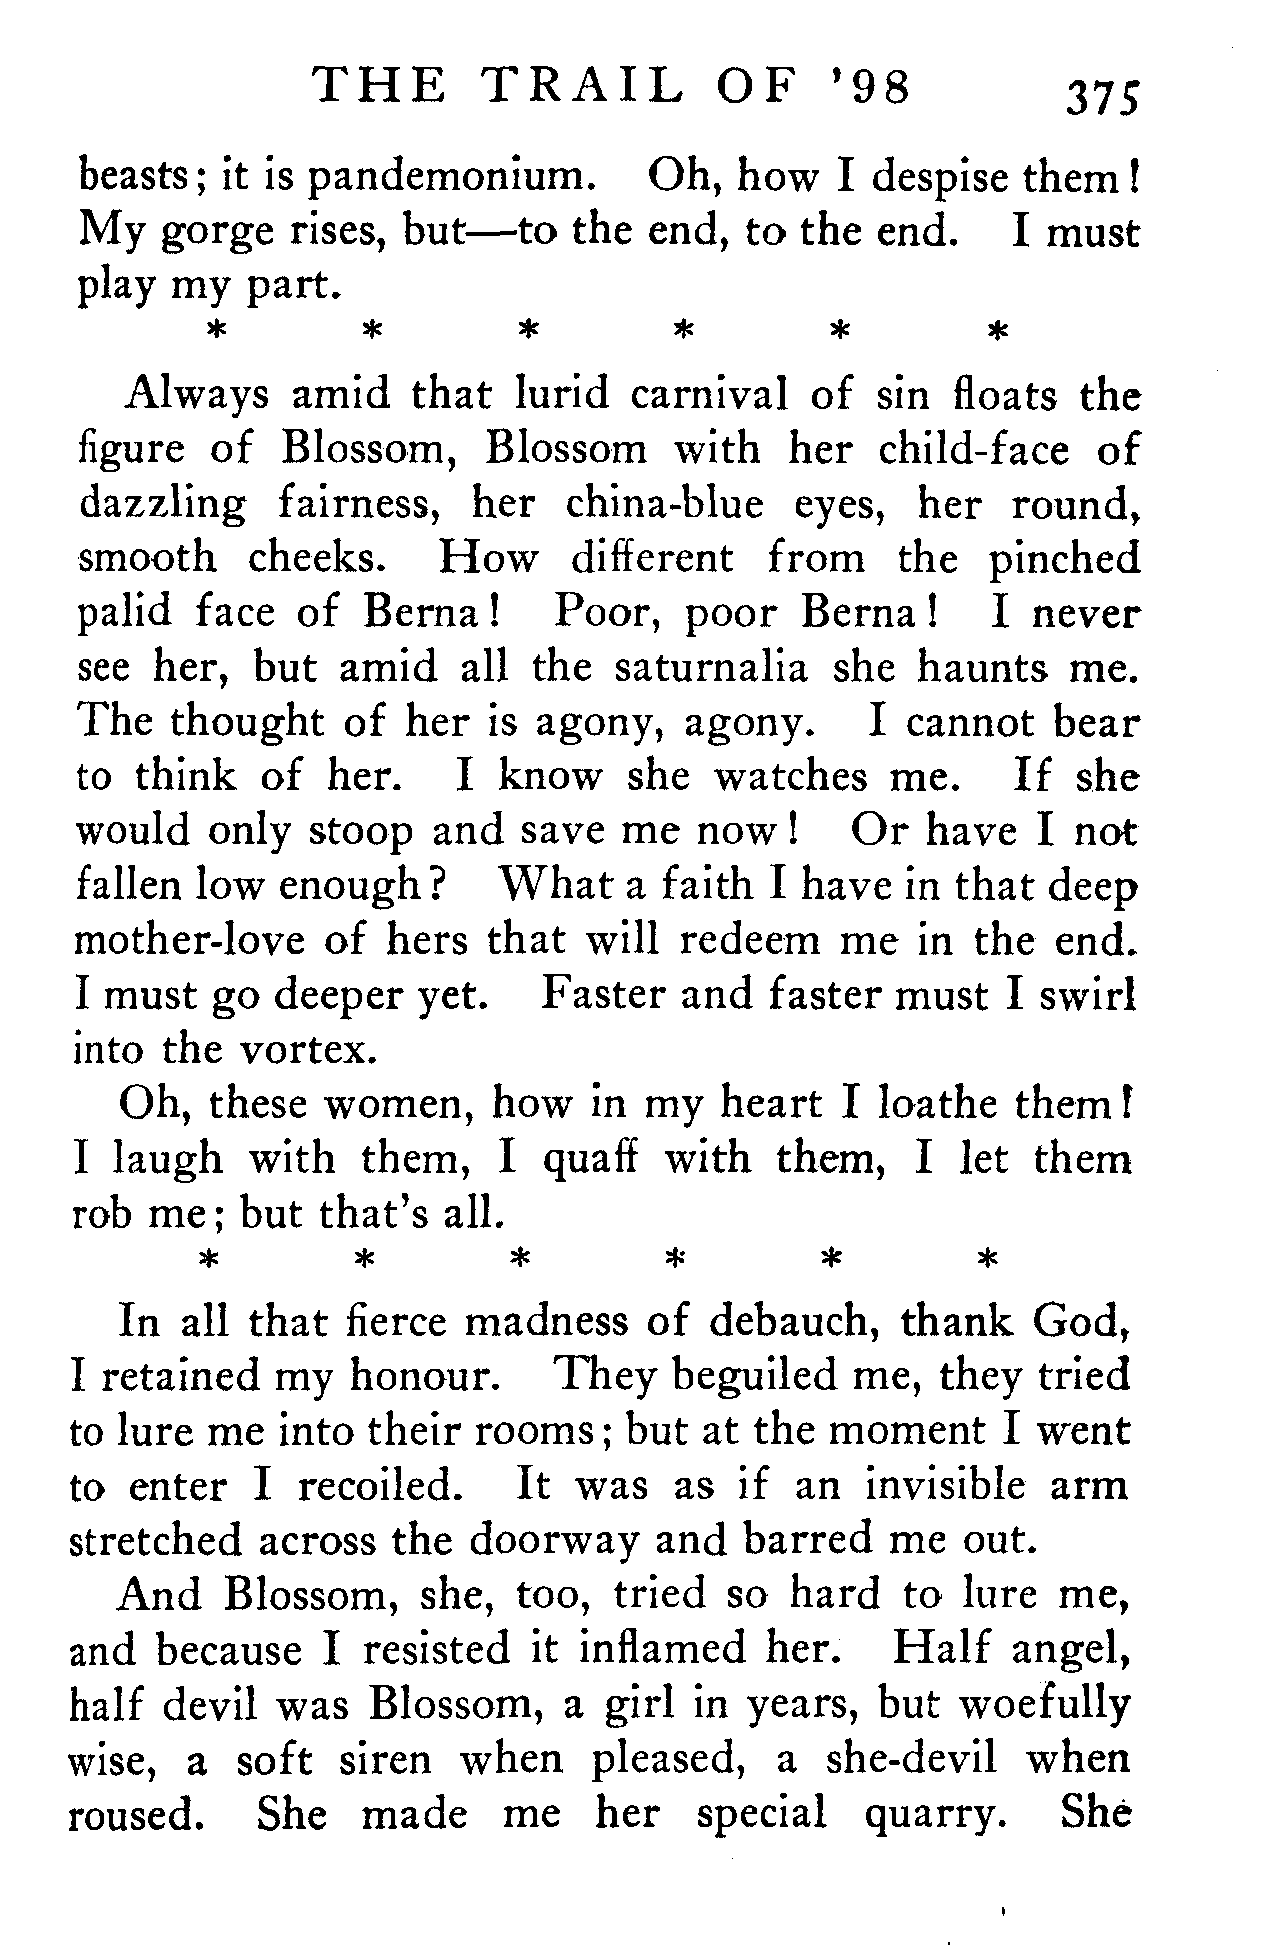 THE TRAIL OF '98 375
beasts; it is pandemonium. Oh, how I despise them!
My gorge rises, but—to the end, to the end. I must
play my part.
* * * * * *
Always amid that lurid carnival of sin floats the
figure of Blossom, Blossom with her child-face of
dazzling fairness, her china-blue eyes, her round,
smooth cheeks. How different from the pinched
palid face of Berna! Poor, poor Berna! I never
see her, but amid all the saturnalia she haunts me.
The thought of her is agony, agony. I cannot bear
to think of her. I know she watches me. If she
would only stoop and save me now! Or have I not
fallen low enough? What a faith I have in that deep
mother-love of hers that will redeem me in the end.
I must go deeper yet. Faster and faster must I swirl
into the vortex.
Oh, these women, how in my heart I loathe them!
I laugh with them, I quaff with them, I let them
rob me; but that's all.
* * * * * *
In all that fierce madness of debauch, thank God,
I retained my honour. They beguiled me, they tried
to lure me into their rooms; but at the moment I went
to enter I recoiled. It was as if an invisible arm
stretched across the doorway and barred me out.
And Blossom, she, too, tried so hard to lure me,
and because I resisted it inflamed her. Half angel,
half devil was Blossom, a girl in years, but woefully
wise, a soft siren when pleased, a she-devil when
roused. She made me her special quarry. She